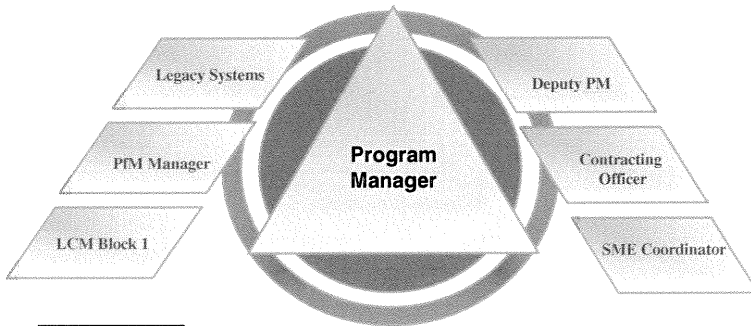 Legacy Systems
PfM Manager
LCM Block 1
Program
Manager
Deputy PM
Contracting
Officer
SME Coordinator